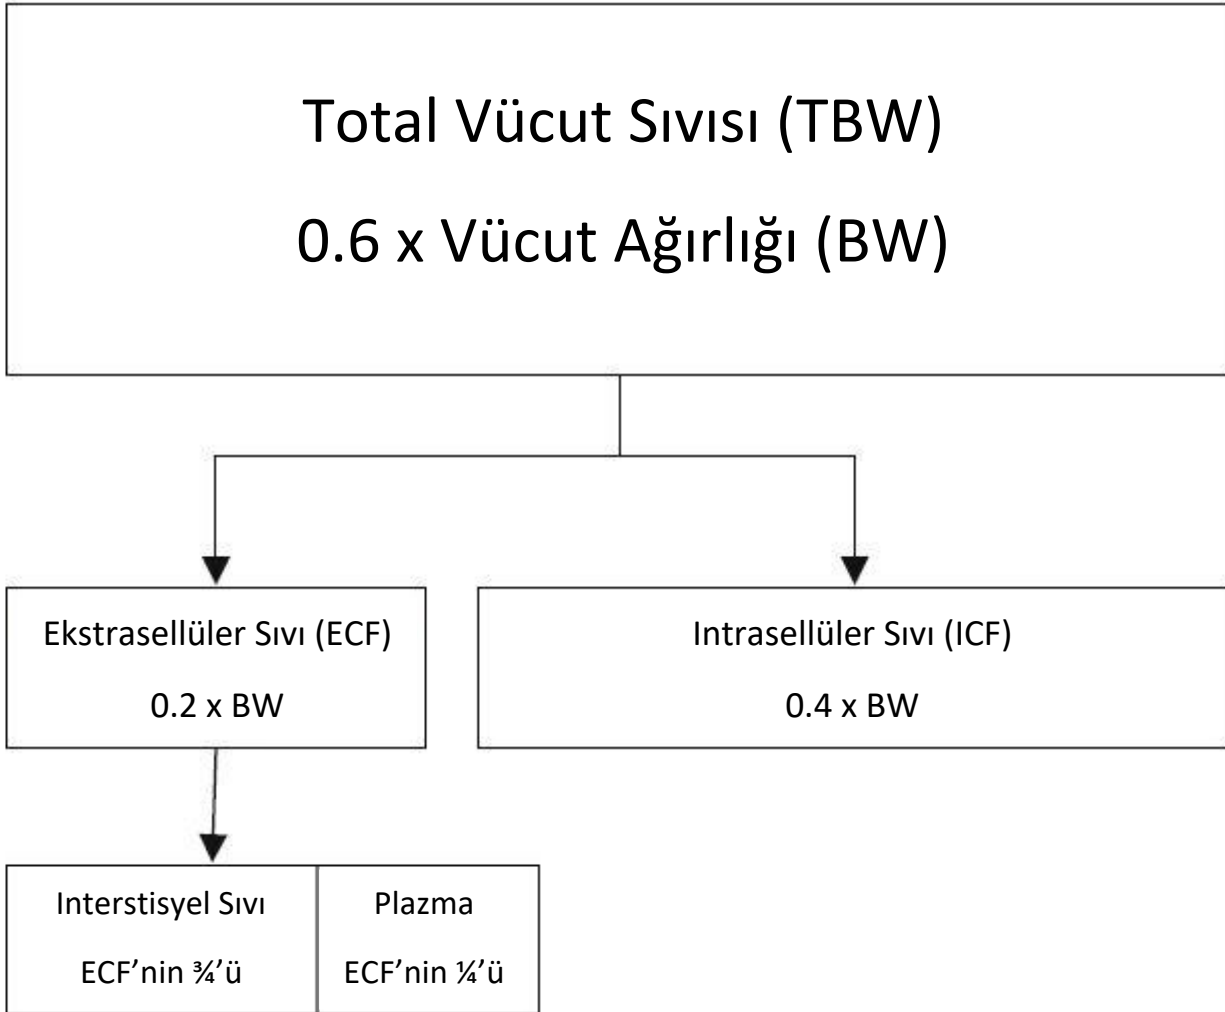 Total Vücut Sıvısı (TBW)
0.6 x Vücut Ağırlığı (BW)
Ekstrasellüler Sıvı (ECF)
0.2 x BW
Intrasellüler Sıvı (ICF)
0.4 x BW
Interstisyel Sıvı
ECF’nin ¾’ü
Plazma
ECF’nin ¼’ü